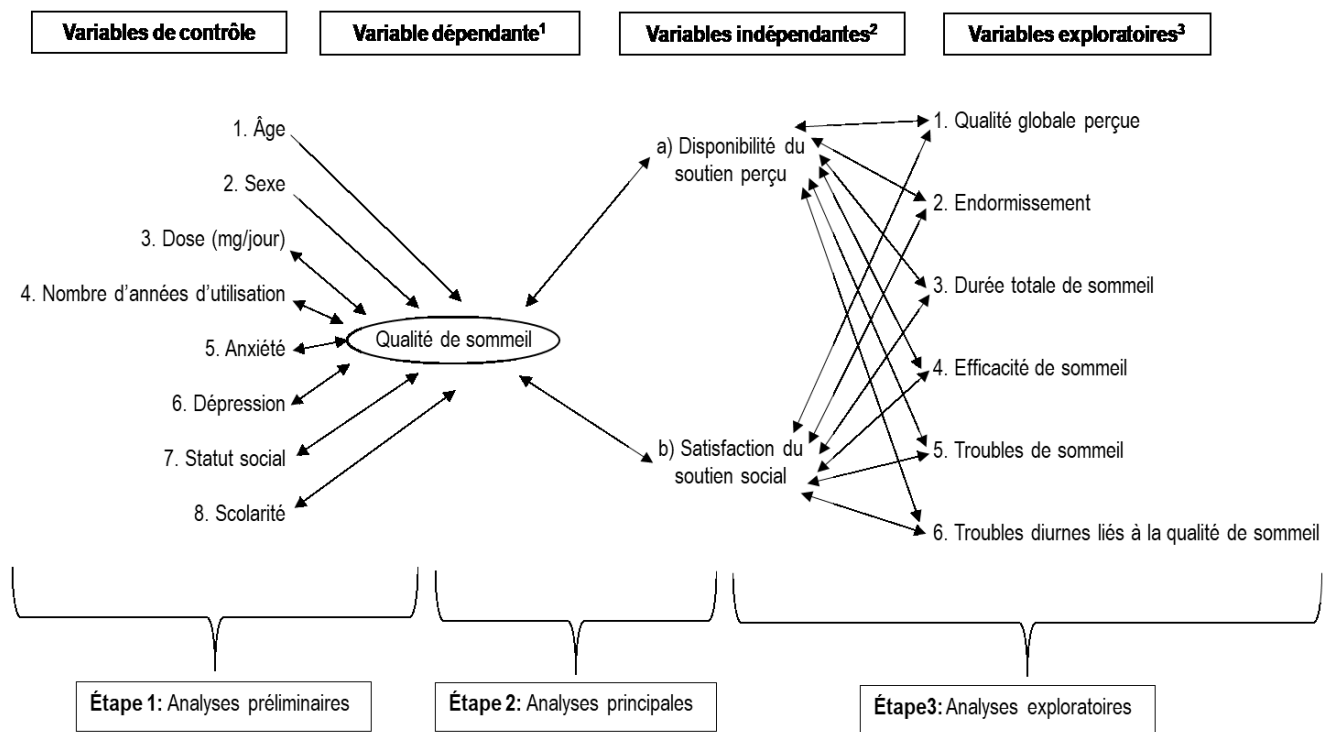 Variables de contrôle
Variable dépendante¹
Variables indépendantes²
Variables exploratoires³
1. Âge
2. Sexe
3. Dose (mg/jour)
4. Nombre d’années d’utilisation
5. Anxiété
6. Dépression
7. Statut social
8. Scolarité
Qualité de sommeil
a) Disponibilité du
soutien perçu
b) Satisfaction du
soutien social
1. Qualité globale perçue
2. Endormissement
3. Durée totale de sommeil
4. Efficacité de sommeil
5. Troubles de sommeil
6. Troubles diurnes liés à la qualité de sommeil
Étape 1: Analyses préliminaires
Étape 2: Analyses principales
Étape3: Analyses exploratoires